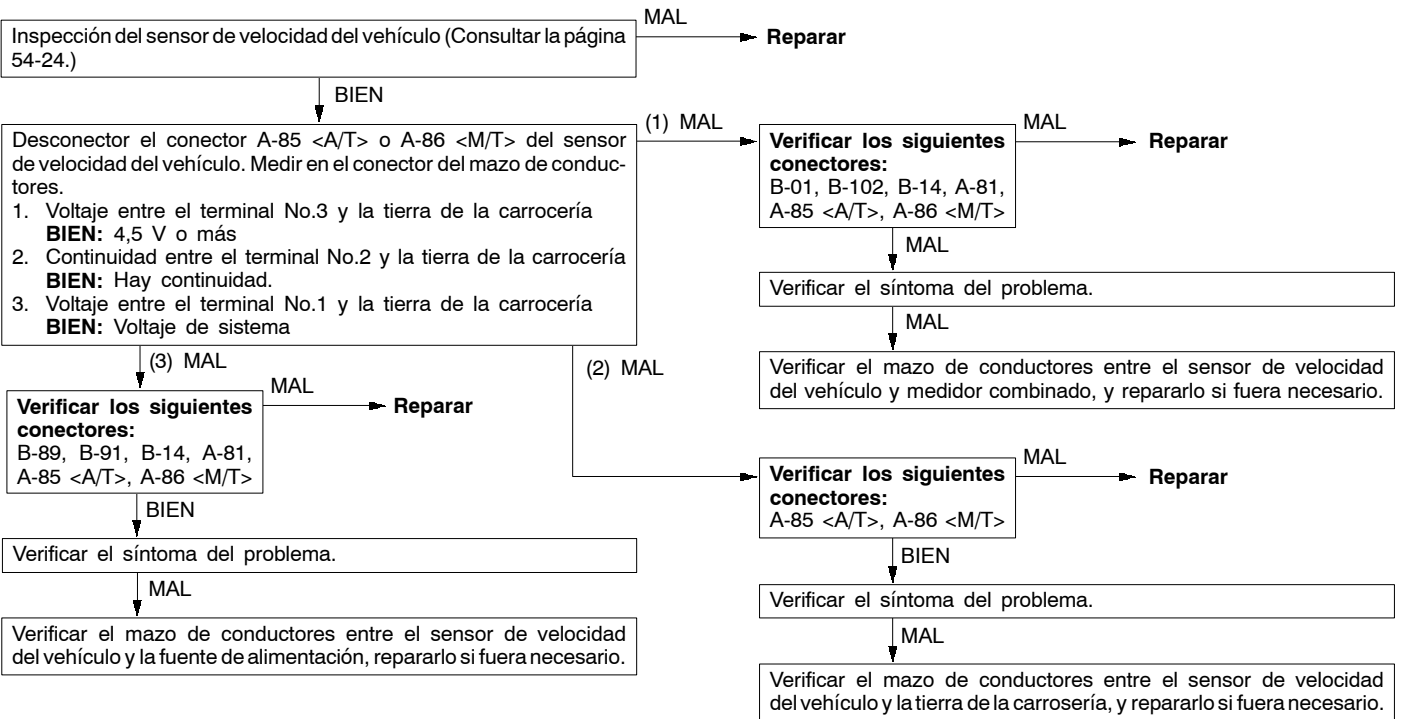 Inspección del sensor de velocidad del vehículo (Consultar la página
54-24.)
MAL
Reparar
BIEN
Desconector el conector A-85 <A/T> o A-86 <M/T> del sensor
de velocidad del vehículo. Medir en el conector del mazo de conduc-
tores.
1. Voltaje entre el terminal No.3 y la tierra de la carrocería
BIEN: 4,5 V o más
2. Continuidad entre el terminal No.2 y la tierra de la carrocería
BIEN: Hay continuidad.
3. Voltaje entre el terminal No.1 y la tierra de la carrocería
BIEN: Voltaje de sistema
(1) MAL
Verificar los siguientes
conectores:
B-01, B-102, B-14, A-81,
A-85 <A/T>, A-86 <M/T>
MAL
Reparar
MAL
Verificar el síntoma del problema.
MAL
Verificar el mazo de conductores entre el sensor de velocidad
del vehículo y medidor combinado, y repararlo si fuera necesario.
(3) MAL
Verificar los siguientes
conectores:
B-89, B-91, B-14, A-81,
A-85 <A/T>, A-86 <M/T>
MAL
Reparar
BIEN
Verificar el síntoma del problema.
MAL
Verificar el mazo de conductores entre el sensor de velocidad
del vehículo y la fuente de alimentación, repararlo si fuera necesario.
(2) MAL
Verificar los siguientes
conectores:
A-85 <A/T>, A-86 <M/T>
MAL
Reparar
BIEN
Verificar el síntoma del problema.
MAL
Verificar el mazo de conductores entre el sensor de velocidad
del vehículo y la tierra de la carrosería, y repararlo si fuera necesario.